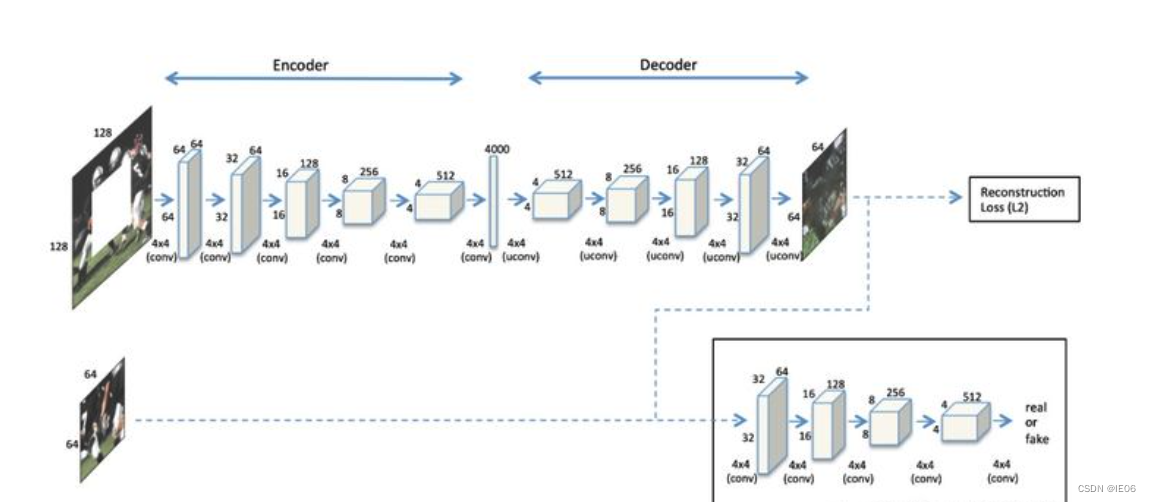 Encoder
Decoder
128
128
64 64
64
4x4
(conv)
32 64
32
4x4
(conv)
16 128
16
4x4
(conv)
8 256
8
4x4
(conv)
4 512
4
4x4
(conv)
4000
4x4
(conv)
4 512
4
4x4
(uconv)
8 256
8
4x4
(uconv)
16 128
16
4x4
(uconv)
32 64
32
4x4
(uconv)
64
64
4x4
(uconv)
Reconstruction
Loss (L2)
64
64
32 64
32
4x4
(conv)
16 128
16
4x4
(conv)
8 256
8
4x4
(conv)
4 512
4
4x4
(conv)
4x4
(conv)
real
or
fake
CSDN @IE06